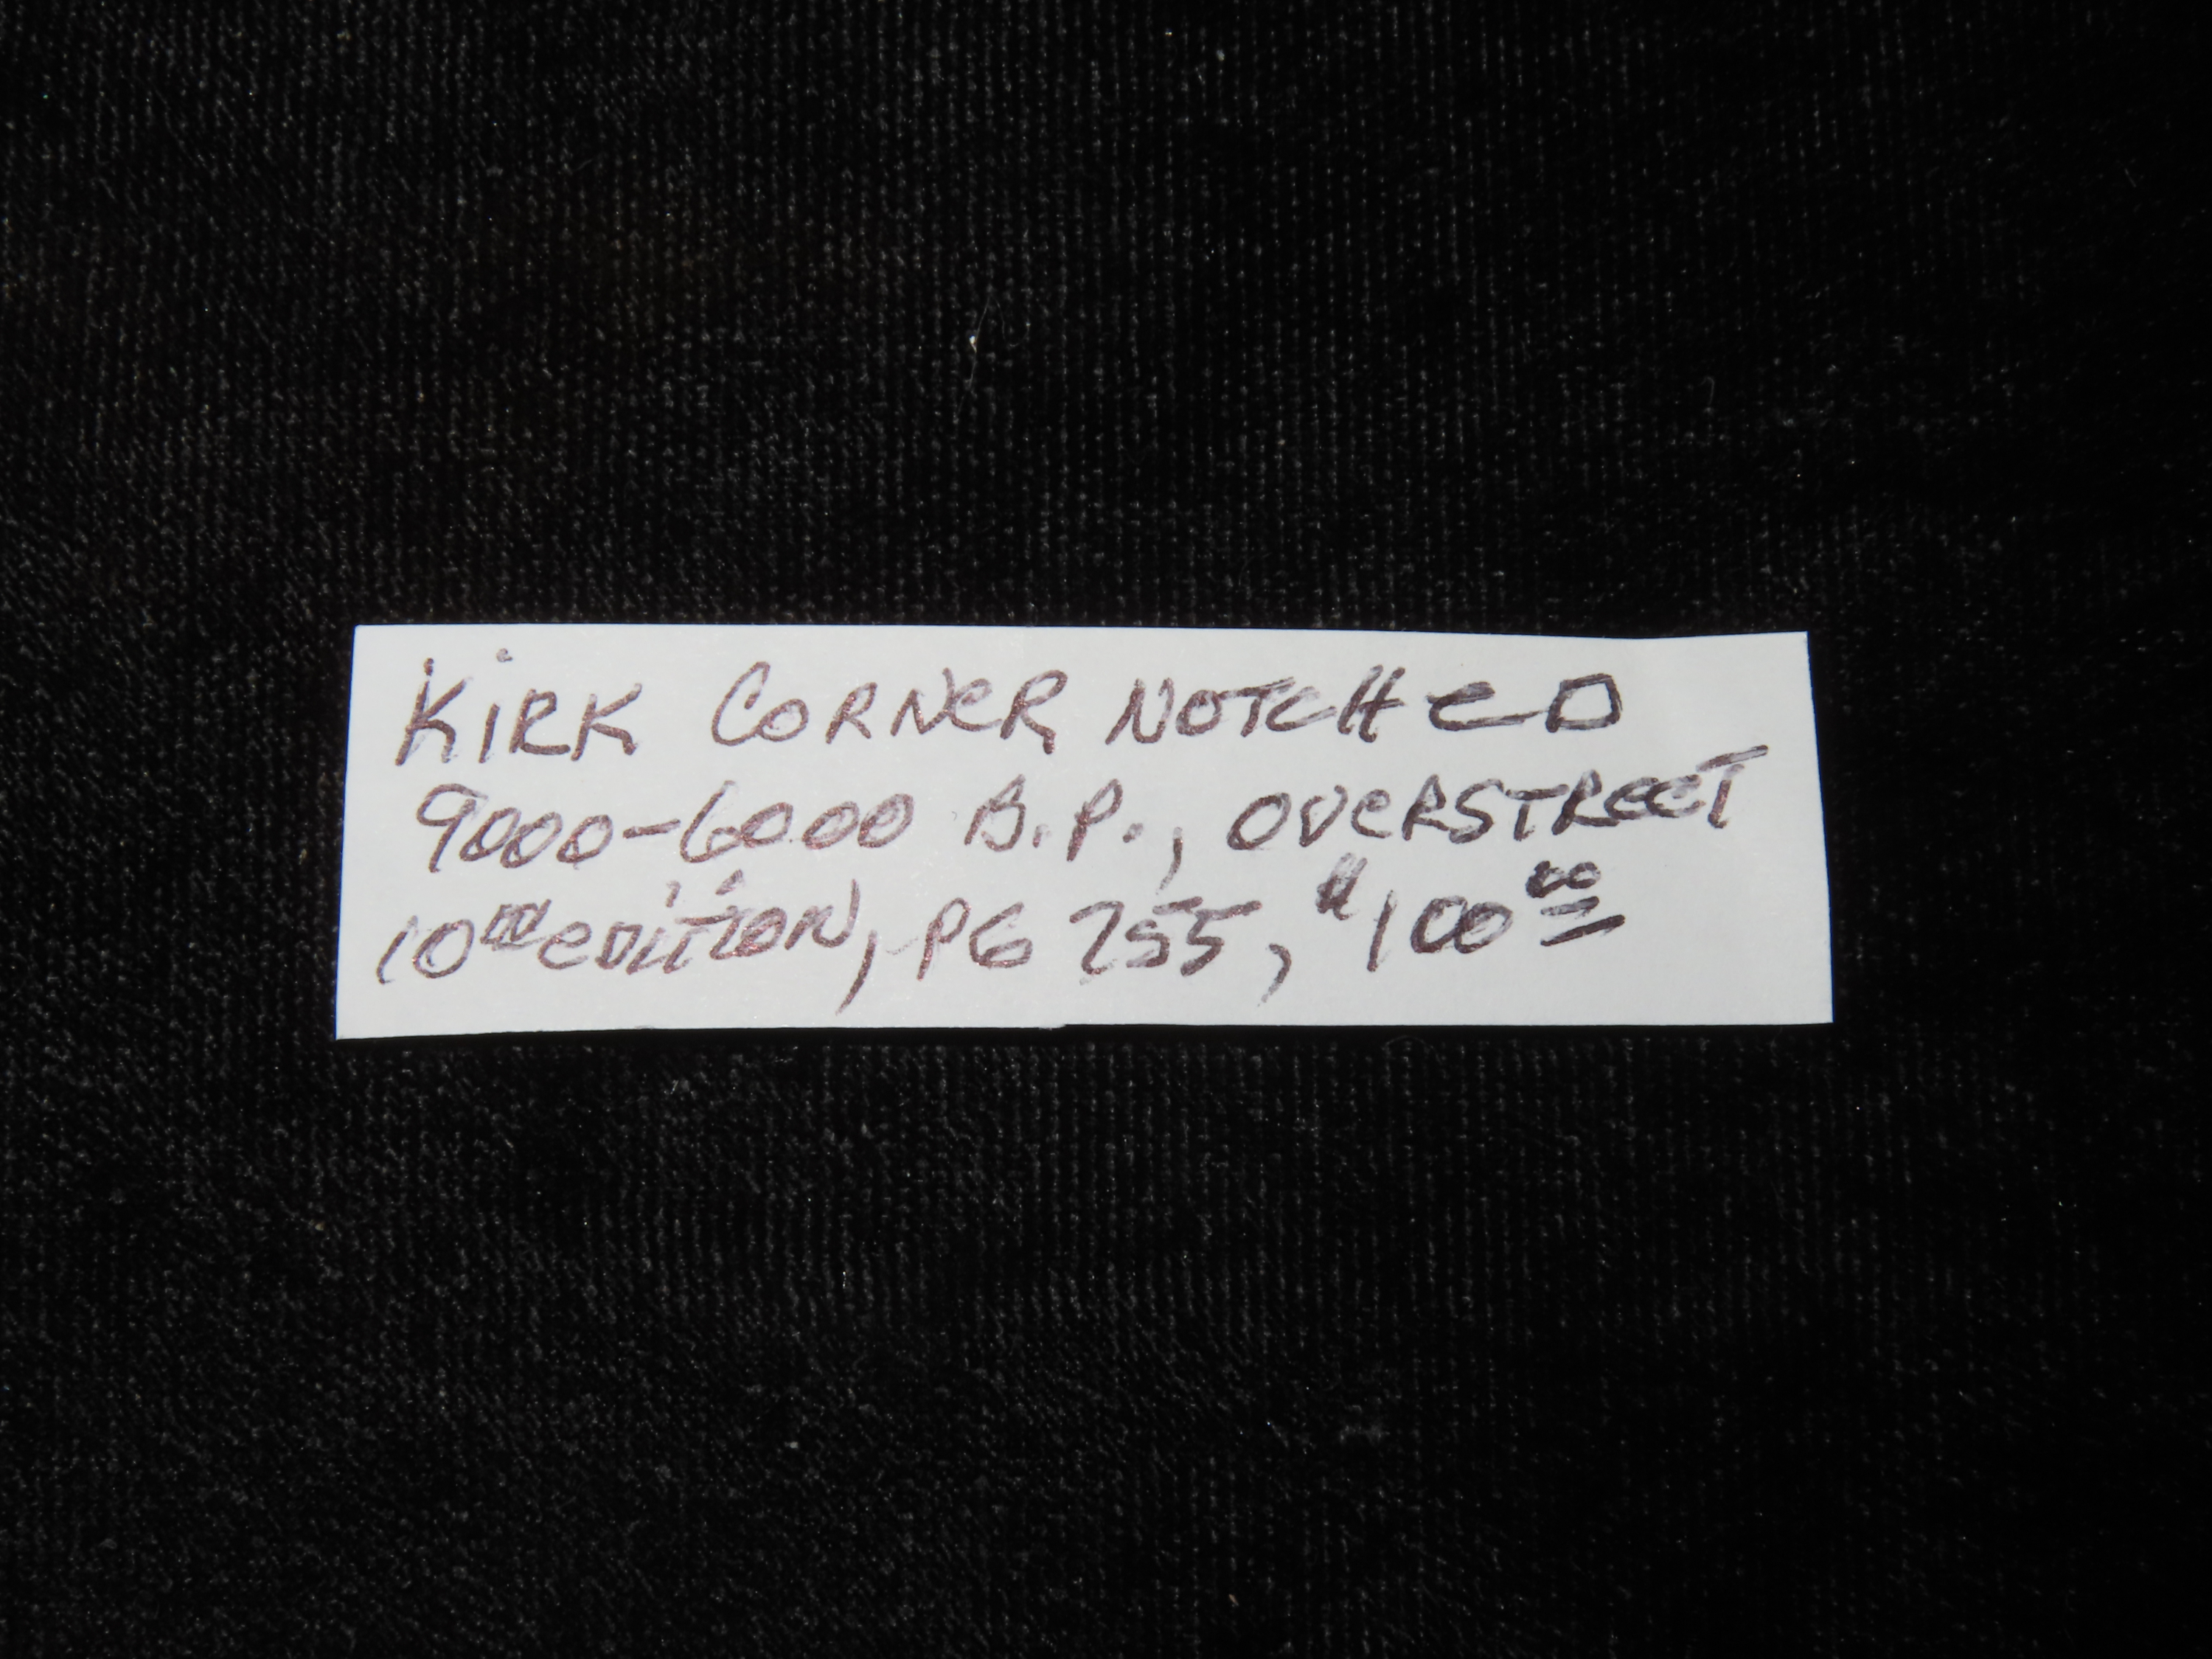 KiRK CORNeR NOTCHeD
9000-6000 B.P., OVeRSTReeT
10TH eDiTiON, PG 255, $100.00